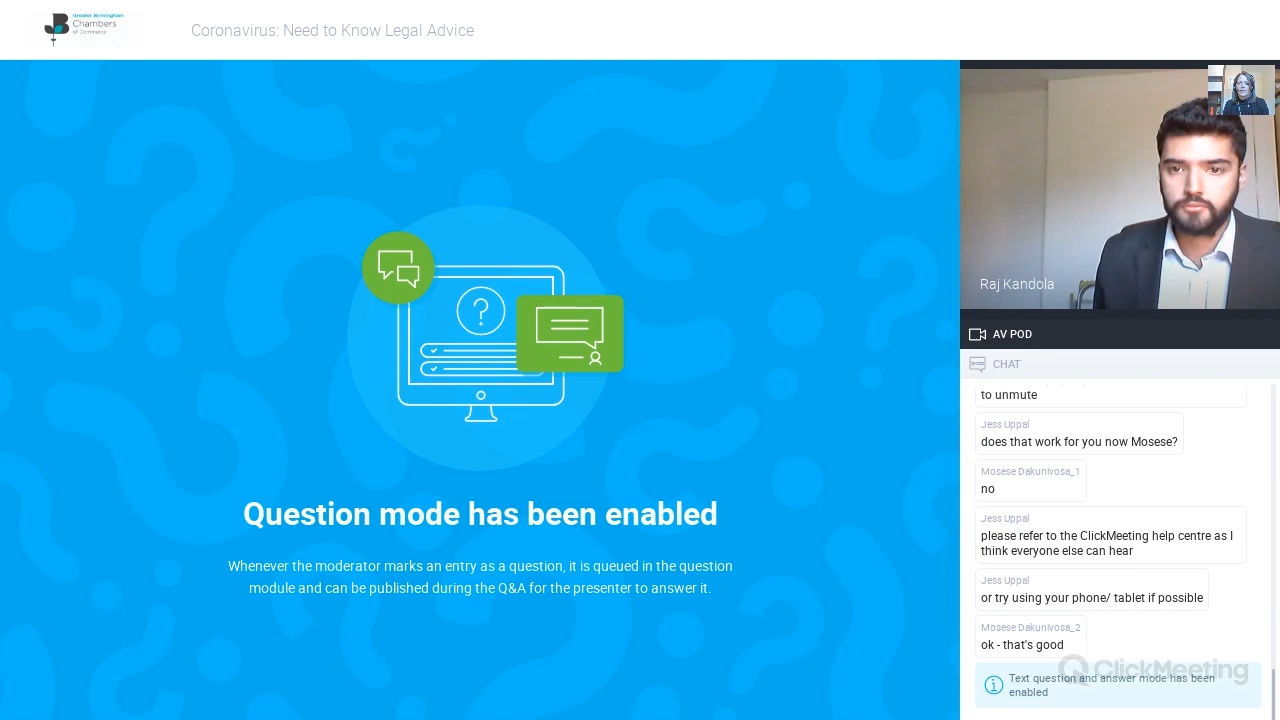 Greater Birmingham
Chambers
of Commerce
Coronavirus: Need to Know Legal Advice
Question mode has been enabled
Whenever the moderator marks an entry as a question, it is queued in the question
module and can be published during the Q&A for the presenter to answer it.
Raj Kandola
AV POD
CHAT
to unmute
Jess Uppal
does that work for you now Mosese?
Mosese Dakunivosa_1
no
Jess Uppal
please refer to the ClickMeeting help centre as I
think everyone else can hear
Jess Uppal
or try using your phone/ tablet if possible
Mosese Dakunivosa_2
ok - that's good
ClickMeeting
Text question and answer mode has been
enabled